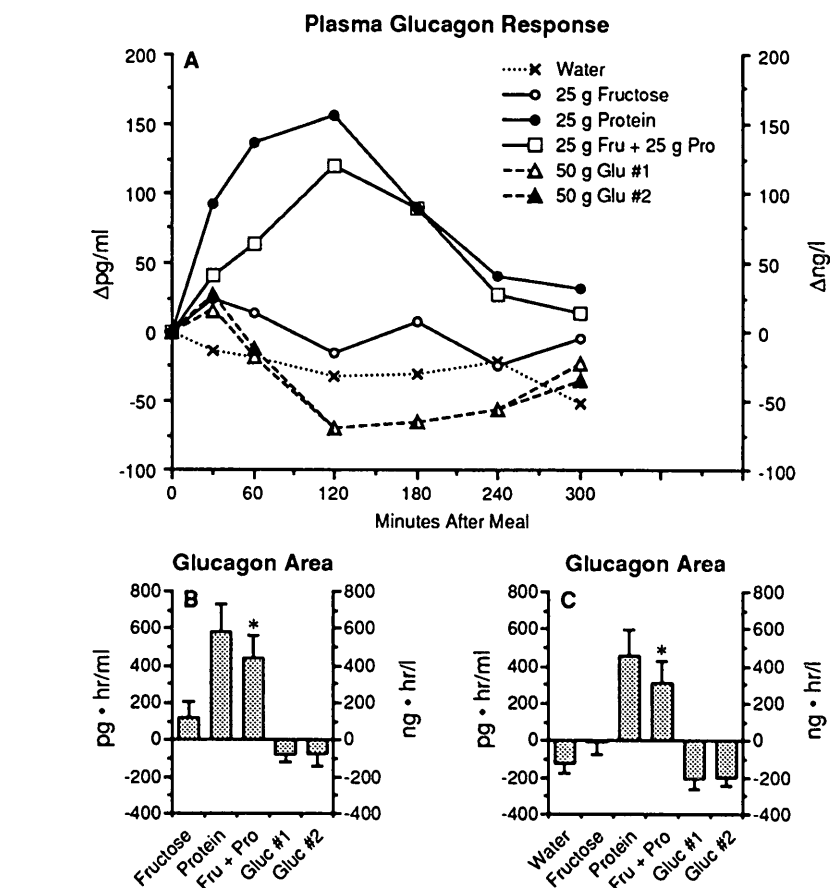 Plasma Glucagon Response
A
200
150
100
50
0
-50
-100
Δpg/ml
200
150
100
50
0
-50
-100
Δng/l
Water
25 g Fructose
25 g Protein
25 g Fru + 25 g Pro
50 g Glu #1
50 g Glu #2
0 60 120 180 240 300
Minutes After Meal
Glucagon Area
B
800
600
400
200
0
-200
-400
pg • hr/ml
*
800
600
400
200
0
-200
-400
ng • hr/l
Fructose
Protein
Fru + Pro
Gluc #1
Gluc #2
Glucagon Area
C
800
600
400
200
0
-200
-400
pg • hr/ml
*
800
600
400
200
0
-200
-400
ng • hr/l
Water
Fructose
Protein
Fru + Pro
Gluc #1
Gluc #2